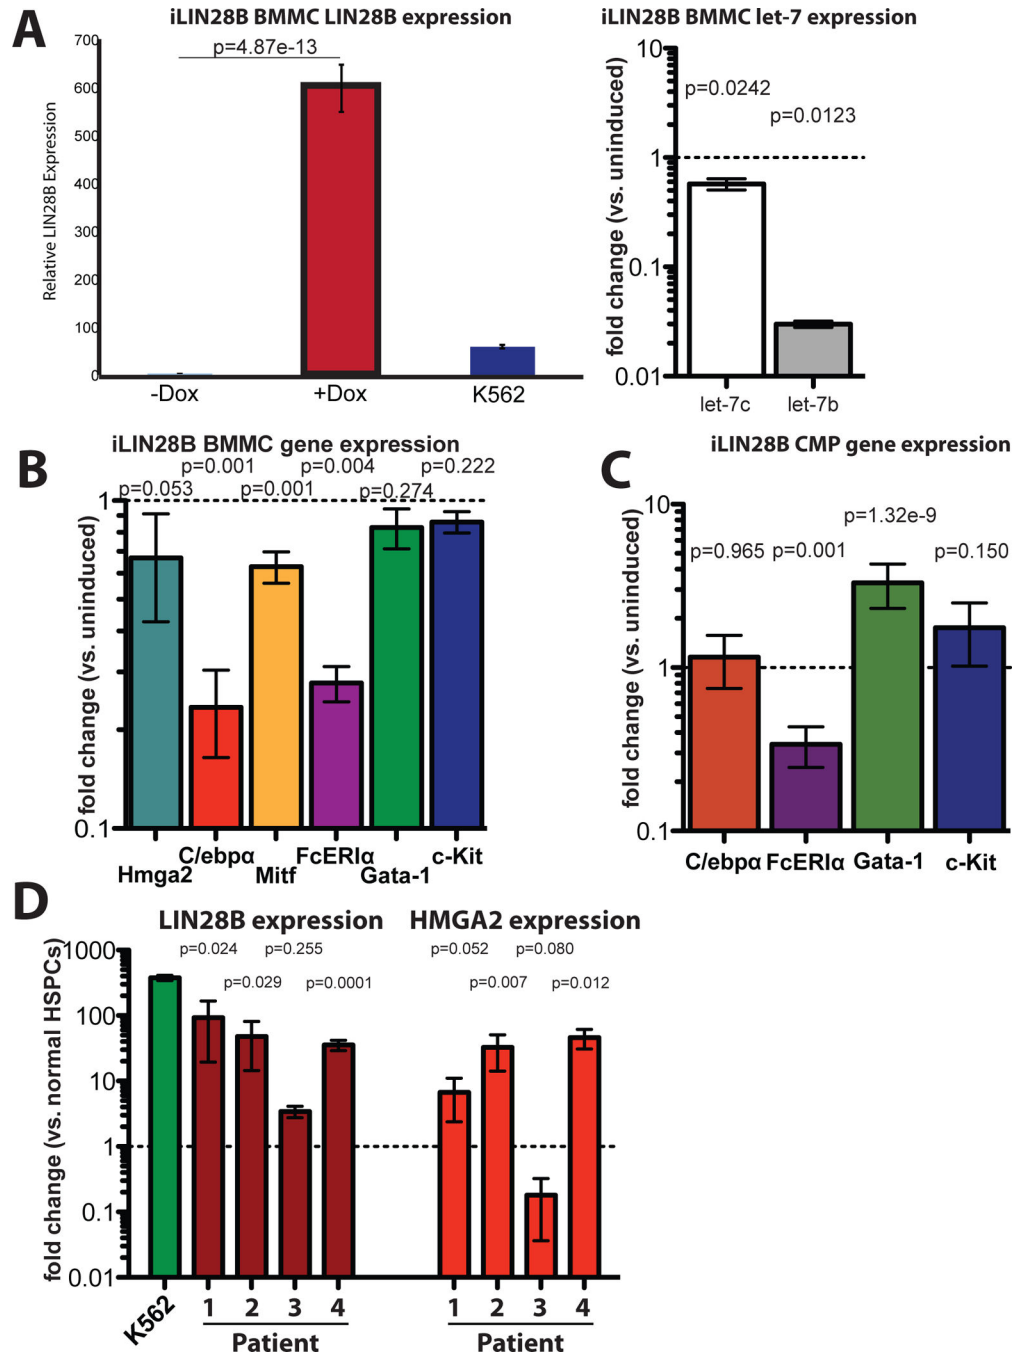 A
iLIN28B BMMC LIN28B expression
Relative LIN28B Expression
700
600
500
400
300
200
100
0
p=4.87e-13
-Dox +Dox K562
iLIN28B BMMC let-7 expression
fold change (vs. uninduced)
10
1
0.1
0.01
p=0.0242
p=0.0123
let-7c let-7b
B
iLIN28B BMMC gene expression
p=0.001 p=0.004 p=0.222
p=0.053 p=0.001 p=0.274
fold change (vs. uninduced)
1
0.1
C/ebpα FcERIα c-Kit
Hmga2 Mitf Gata-1
C
iLIN28B CMP gene expression
fold change (vs. uninduced)
10
1
0.1
p=1.32e-9
p=0.965 p=0.001 p=0.150
C/ebpα FcERIα Gata-1 c-Kit
D
LIN28B expression HMGA2 expression
fold change (vs. normal HSPCs)
1000
100
10
1
0.1
0.01
p=0.024 p=0.255 p=0.052 p=0.080
p=0.029 p=0.0001 p=0.007 p=0.012
K562 1 2 3 4 1 2 3 4
Patient Patient